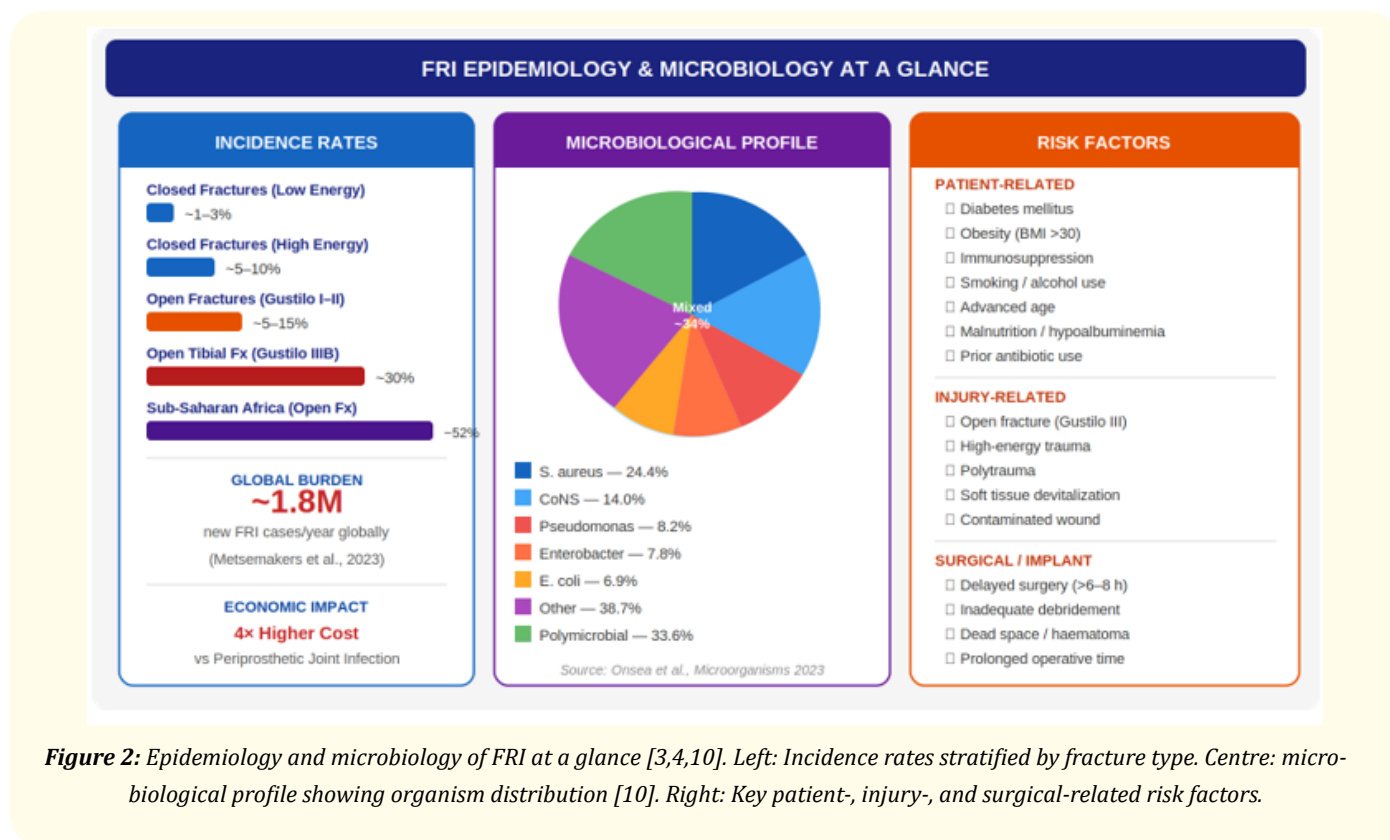 FRI EPIDEMIOLOGY & MICROBIOLOGY AT A GLANCE
INCIDENCE RATES
Closed Fractures (Low Energy)
~1–3%
Closed Fractures (High Energy)
~5–10%
Open Fractures (Gustilo I–II)
~5–15%
Open Tibial Fx (Gustilo IIIB)
~30%
Sub-Saharan Africa (Open Fx)
~52%
GLOBAL BURDEN
~1.8M
new FRI cases/year globally
(Metsemakers et al., 2023)
ECONOMIC IMPACT
4× Higher Cost
vs Periprosthetic Joint Infection
MICROBIOLOGICAL PROFILE
Mixed
~34%
S. aureus — 24.4%
CoNS — 14.0%
Pseudomonas — 8.2%
Enterobacter — 7.8%
E. coli — 6.9%
Other — 38.7%
Polymicrobial — 33.6%
Source: Onsea et al., Microorganisms 2023
RISK FACTORS
PATIENT-RELATED
Diabetes mellitus
Obesity (BMI >30)
Immunosuppression
Smoking / alcohol use
Advanced age
Malnutrition / hypoalbuminemia
Prior antibiotic use
INJURY-RELATED
Open fracture (Gustilo III)
High-energy trauma
Polytrauma
Soft tissue devitalization
Contaminated wound
SURGICAL / IMPLANT
Delayed surgery (>6–8 h)
Inadequate debridement
Dead space / haematoma
Prolonged operative time
Figure 2: Epidemiology and microbiology of FRI at a glance [3,4,10]. Left: Incidence rates stratified by fracture type. Centre: micro-
biological profile showing organism distribution [10]. Right: Key patient-, injury-, and surgical-related risk factors.